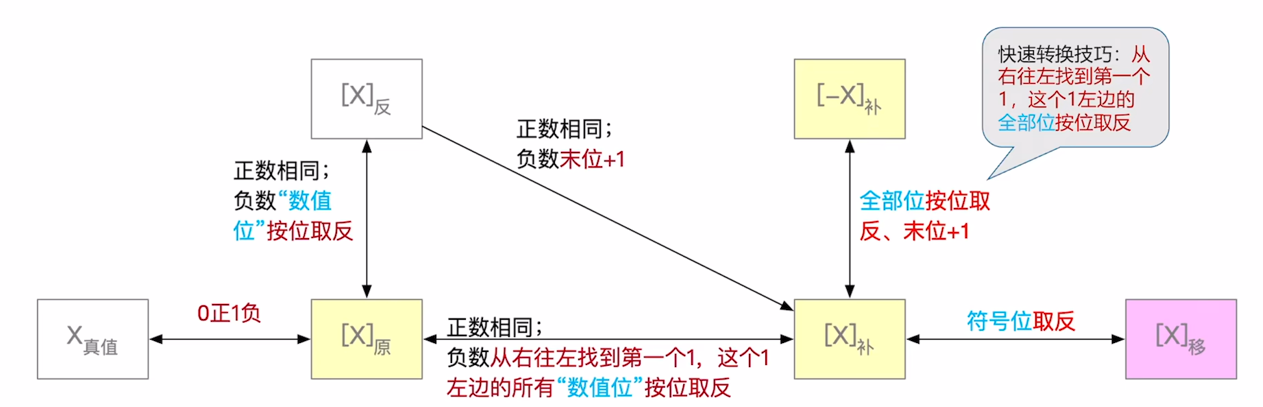 快速转换技巧：从
右往左找到第一个
1，这个1左边的
全部位按位取反
[X]反
[-X]补
正数相同；
负数末位+1
正数相同；
负数“数值
位”按位取反
全部位按位取
反、末位+1
X真值
0正1负
[X]原
正数相同；
负数从右往左找到第一个1，这个1
左边的所有“数值位”按位取反
[X]补
符号位取反
[X]移